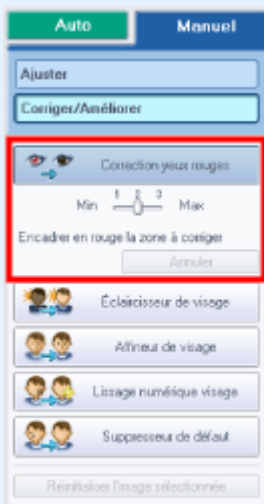 Auto Manuel
Ajuster
Corriger/Améliorer
Correction yeux rouges
1 2 3
Min Max
Encadrer en rouge la zone à corriger
Annuler
Éclaircisseur de visage
Affineur de visage
Lissage numérique visage
Suppresseur de défaut
Réinitialiser l'image sélectionnée